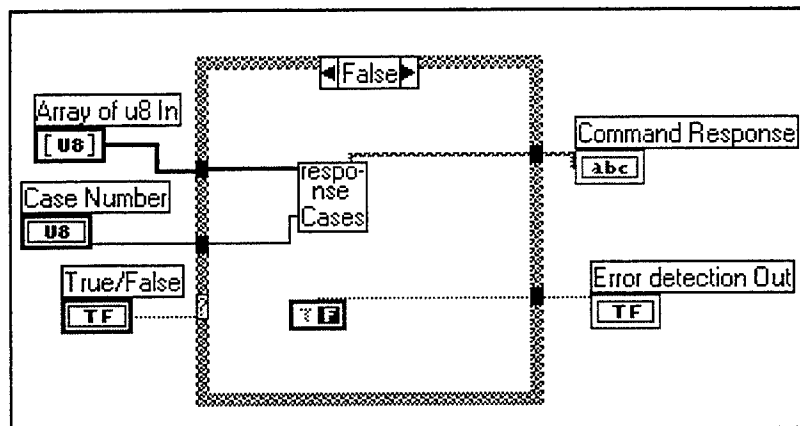 False
Array of u8 In
[U8]
Command Response
abc
respo-
nse
Cases
Case Number
U8
True/False
TF
?
Error detection Out
TF
T F